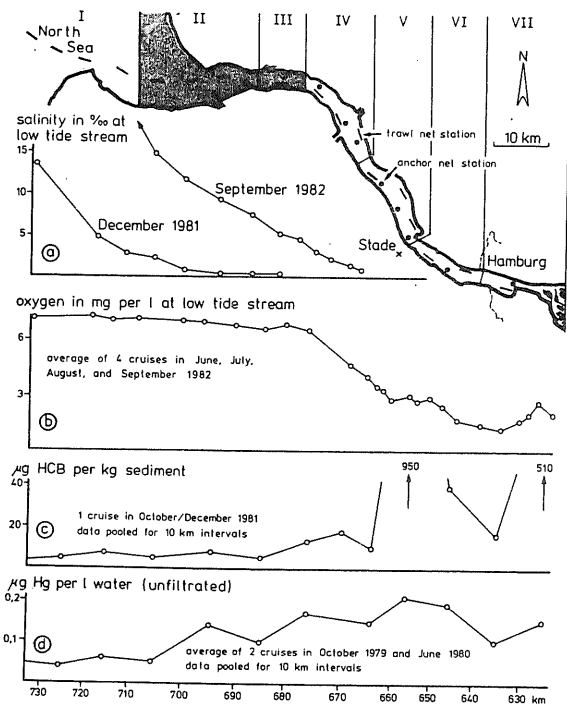 I II III IV V VI VII
North
Sea
N
10 km
trawl net station
anchor net station
Stade
Hamburg
salinity in ‰ at
low tide stream
15
10
5
September 1982
December 1981
a
oxygen in mg per l at low tide stream
6
3
average of 4 cruises in June, July,
August, and September 1982
b
µg HCB per kg sediment
950
510
40
20
c
1 cruise in October/December 1981
data pooled for 10 km intervals
µg Hg per l water (unfiltrated)
0,2
0,1
d
average of 2 cruises in October 1979 and June 1980
data pooled for 10 km intervals
730 720 710 700 690 680 670 660 650 640 630 km